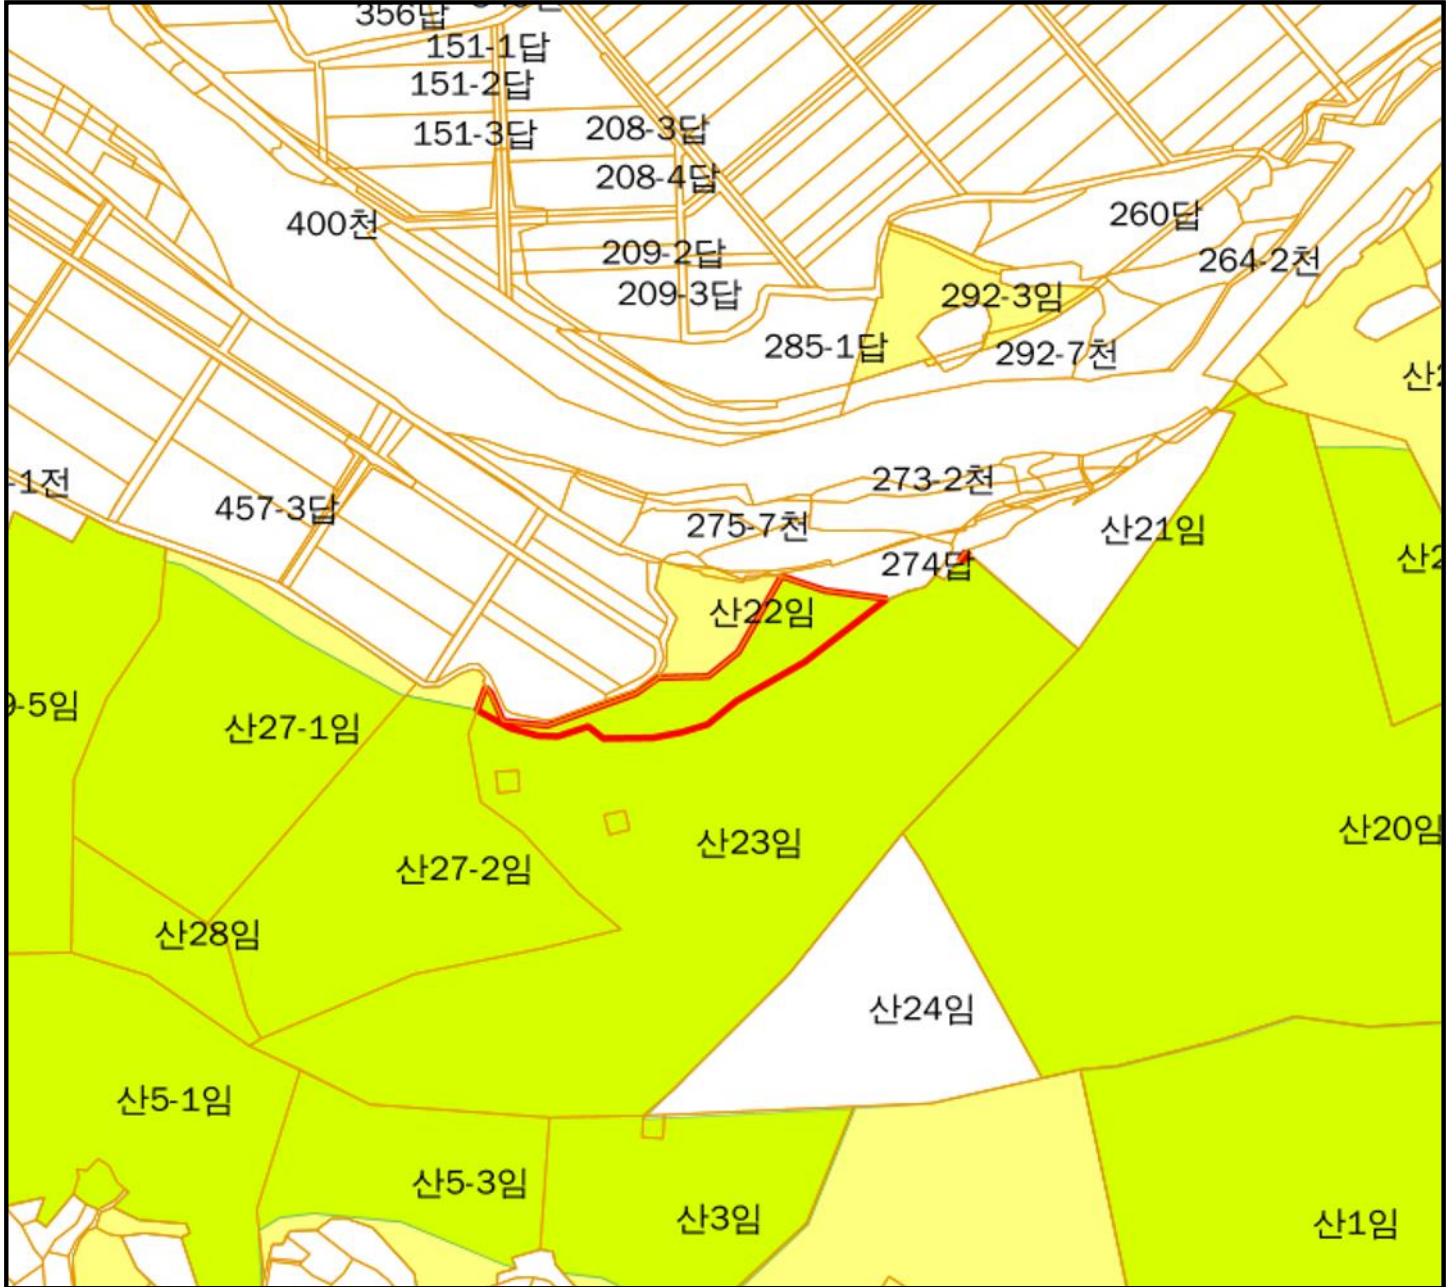 356답
151-1답
151-2답
151-3답
208-3답
208-4답
400천
260답
209-2답
264-2천
209-3답
292-3임
285-1답
292-7천
-1전
457-3답
273-2천
275-7천
산21임
274답
산22임
-5임
산27-1임
산20임
산23임
산27-2임
산28임
산24임
산5-1임
산5-3임
산3임
산1임